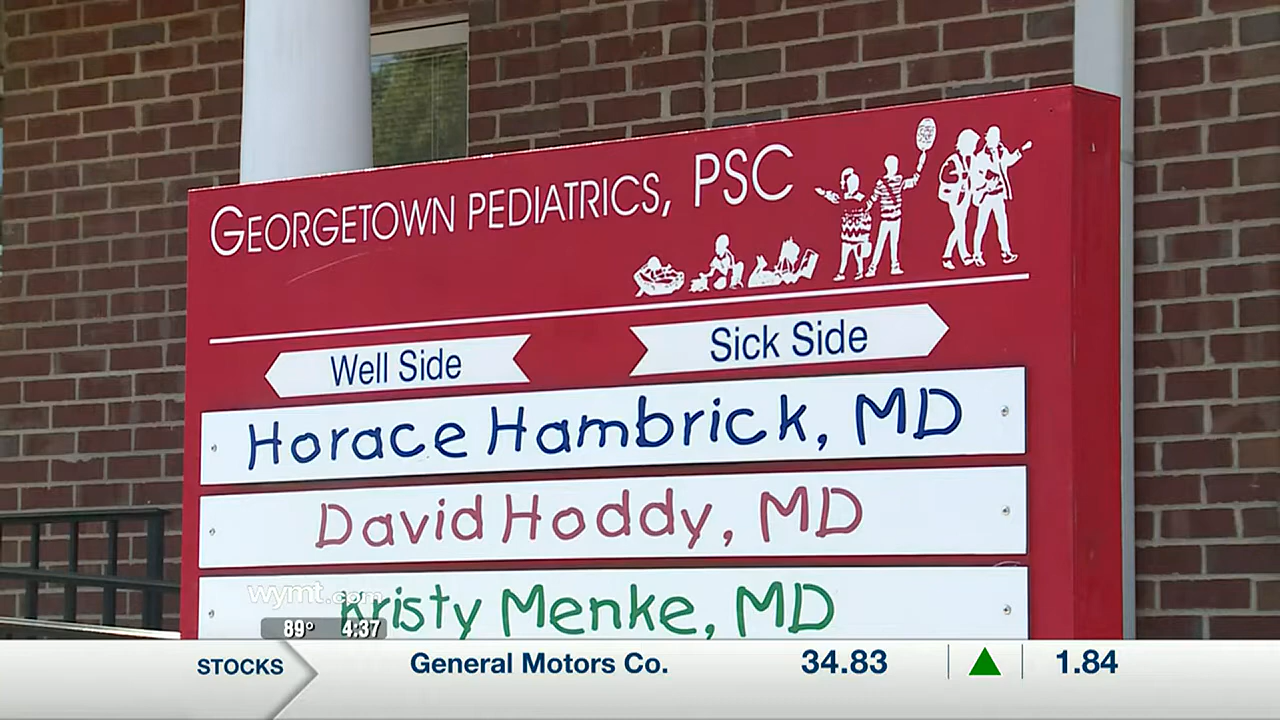 GEORGETOWN PEDIATRICS, PSC
Well Side
Sick Side
Horace Hambrick, MD
David Hoddy, MD
Kristy Menke, MD
wymt.com
89° 4:37
STOCKS General Motors Co. 34.83 ▲ 1.84